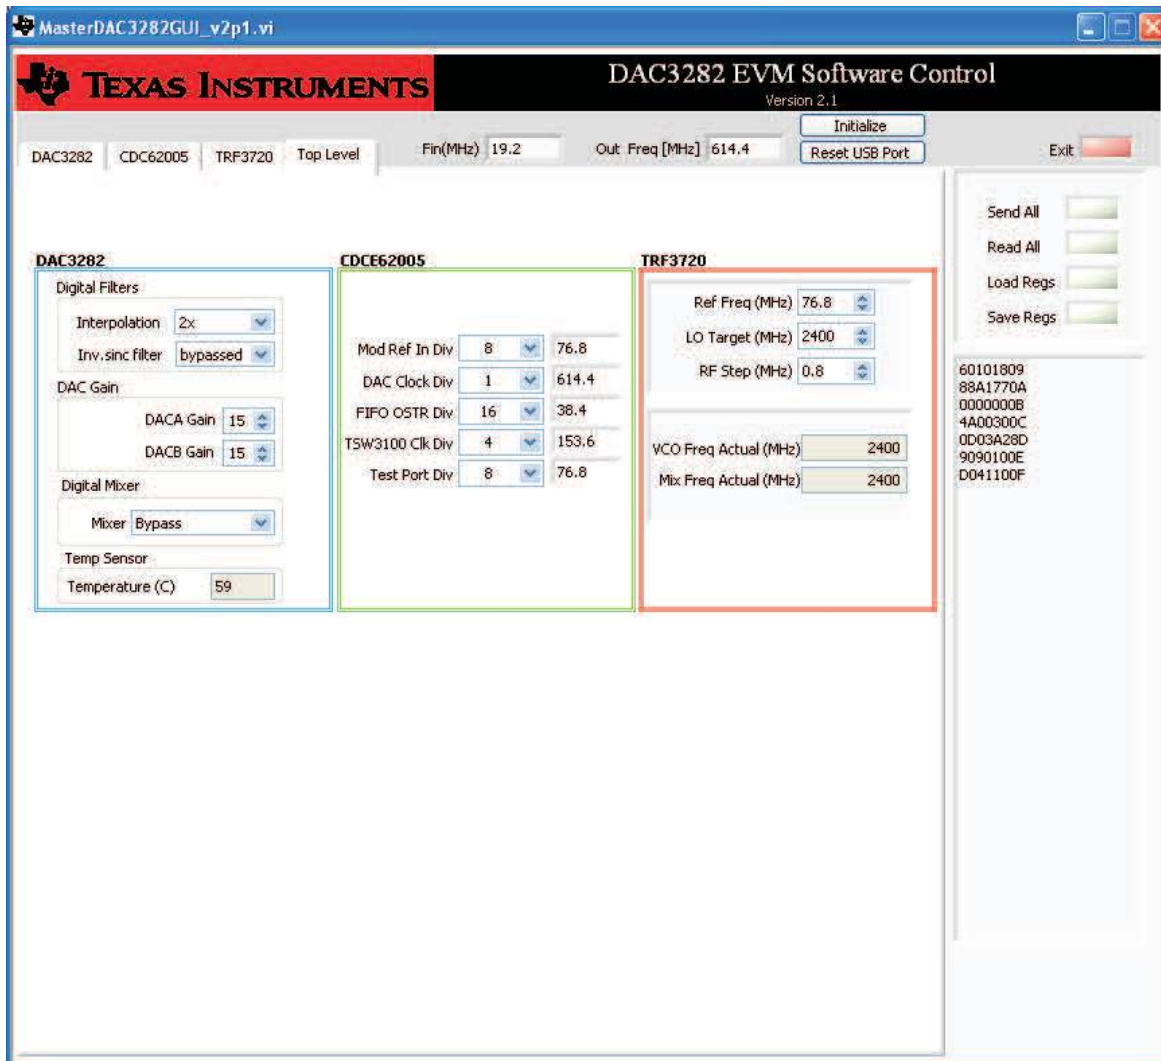 MasterDAC3282GUI_v2p1.vi
TEXAS INSTRUMENTS
DAC3282 EVM Software Control
Version 2.1
DAC3282 CDC62005 TRF3720 Top Level
Fin(MHz) 19.2
Out Freq [MHz] 614.4
Initialize
Reset USB Port
Exit
DAC3282
Digital Filters
Interpolation 2x
Inv.sinc filter bypassed
DAC Gain
DACA Gain 15
DACB Gain 15
Digital Mixer
Mixer Bypass
Temp Sensor
Temperature (C) 59
CDCE62005
Mod Ref In Div 8 76.8
DAC Clock Div 1 614.4
FIFO OSTR Div 16 38.4
TSW3100 Clk Div 4 153.6
Test Port Div 8 76.8
TRF3720
Ref Freq (MHz) 76.8
LO Target (MHz) 2400
RF Step (MHz) 0.8
VCO Freq Actual (MHz) 2400
Mix Freq Actual (MHz) 2400
Send All
Read All
Load Regs
Save Regs
60101809
88A1770A
0000000B
4A00300C
0D03A28D
9090100E
D041100F